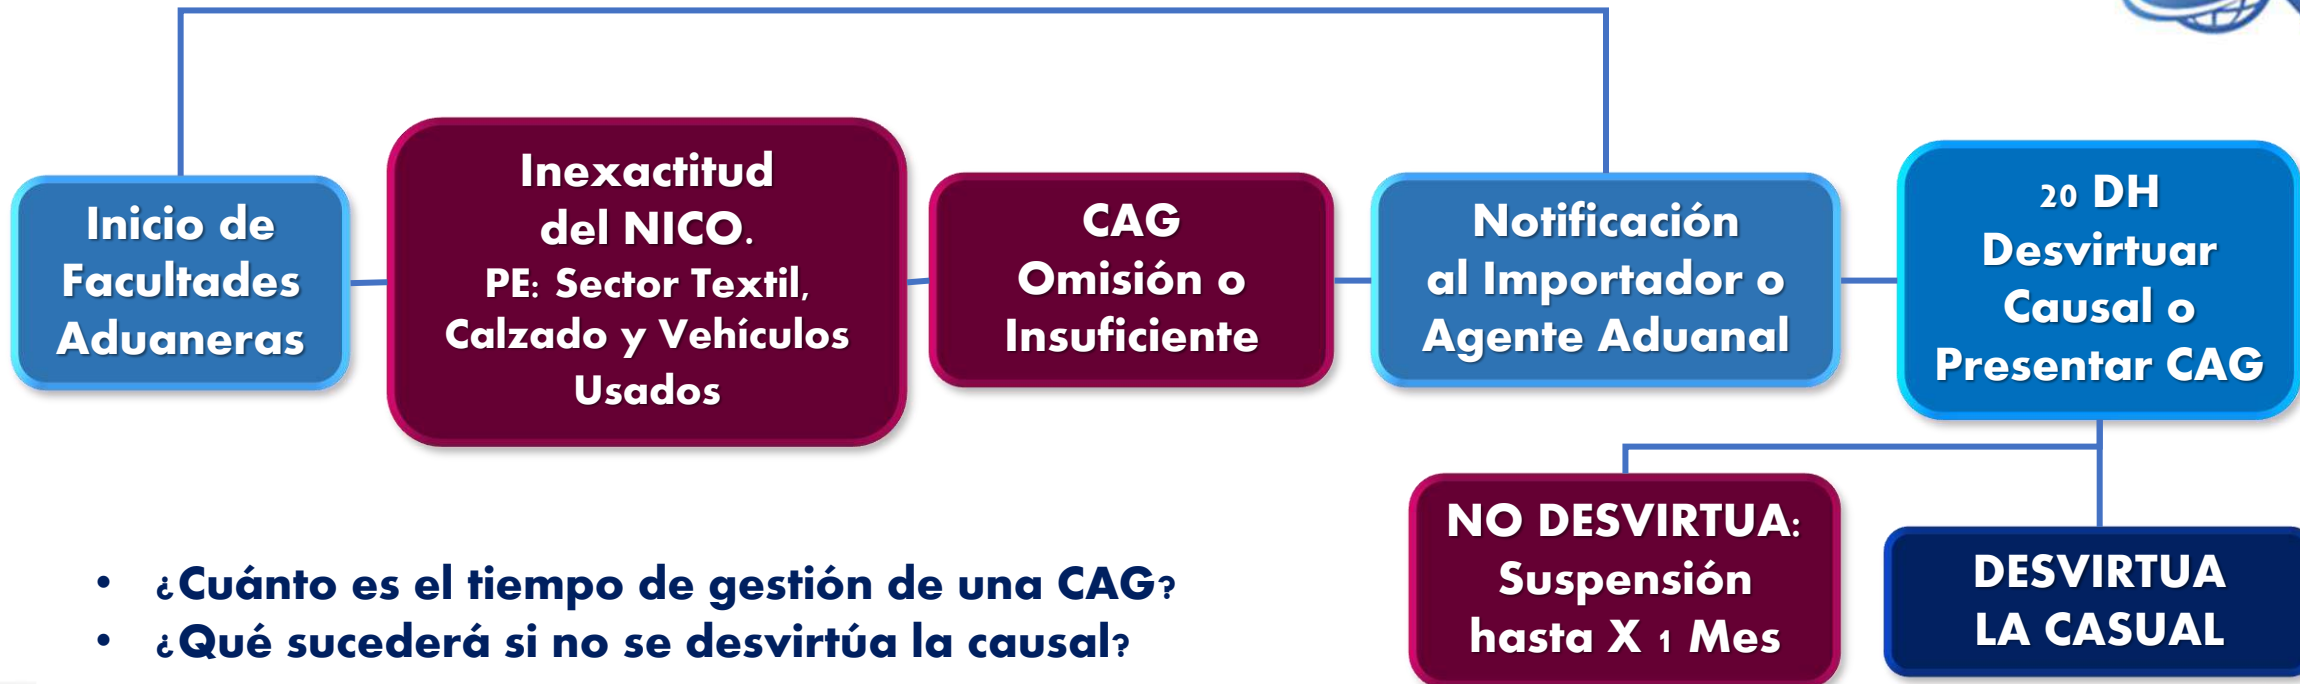 Inicio de
Facultades
Aduaneras
Inexactitud
del NICO.
PE: Sector Textil,
Calzado y Vehículos
Usados
CAG
Omisión o
Insuficiente
Notificación
al Importador o
Agente Aduanal
20 DH
Desvirtuar
Causal o
Presentar CAG
NO DESVIRTUA:
Suspensión
hasta X 1 Mes
DESVIRTUA
LA CASUAL
• ¿Cuánto es el tiempo de gestión de una CAG?
• ¿Qué sucederá si no se desvirtúa la causal?